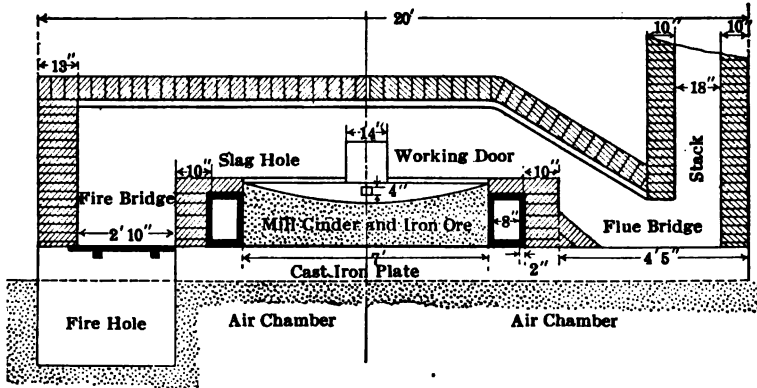 20'
10" 10"
13"
18"
14"
Slag Hole Working Door
Stack
10" 10"
4"
Fire Bridge
Mill Cinder and Iron Ore
8"
Flue Bridge
2' 10"
7'
2" 4' 5"
Cast Iron Plate
Fire Hole Air Chamber Air Chamber